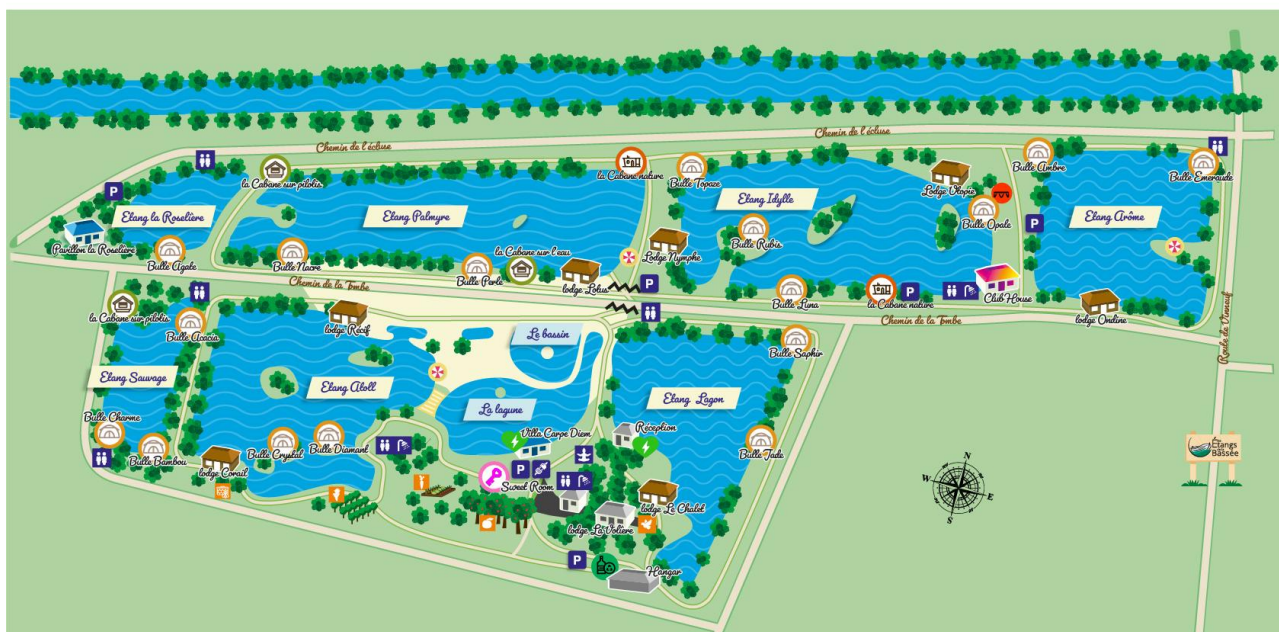 Chemin de l'écluse
Chemin de l'écluse
la Cabane sur pilotis
la Cabane nature
Bulle Topaze
Lodge Utopie
Bulle Ambre
Bulle Emeraude
P
Etang la Roselière
Etang Palmyre
Etang Idylle
Etang Arôme
Pavillon la Roselière
Bulle Agate
Bulle Nacre
Bulle Perle
la Cabane sur l'eau
lodge Lotus
Lodge Nymphe
Bulle Rubis
Bulle Opale
P
P
Bulle Luna
la Cabane nature
P
Club House
lodge Ondine
Chemin de la Tombe
Chemin de la Tombe
Route de Vinneuf
la Cabane sur pilotis
Bulle Acacia
lodge Récif
Le bassin
Bulle Saphir
Etang Sauvage
Etang Atoll
La lagune
Etang Lagon
Bulle Charme
Bulle Bambou
lodge Corail
Bulle Crystal
Bulle Diamant
Villa Carpe Diem
Réception
Bulle Jade
P
Sweet Room
lodge Le Chalet
lodge La Volière
P
Hangar
Etangs
Bassée
N
W
E
S